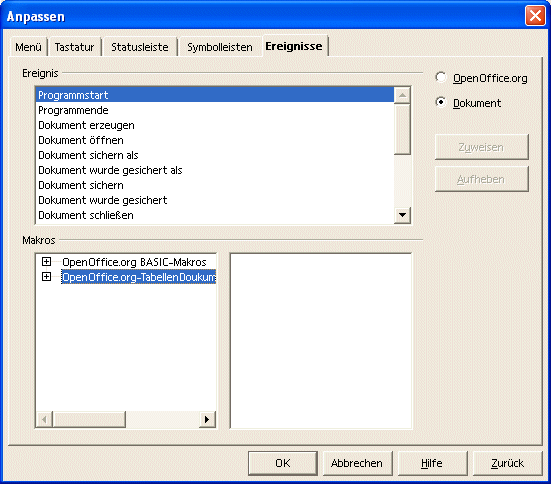 Anpassen
Menü Tastatur Statusleiste Symbolleisten Ereignisse
Ereignis
Programmstart
Programmende
Dokument erzeugen
Dokument öffnen
Dokument sichern als
Dokument wurde gesichert als
Dokument sichern
Dokument wurde gesichert
Dokument schließen
OpenOffice.org
Dokument
Zuweisen
Aufheben
Makros
OpenOffice.org BASIC-Makros
OpenOffice.org-TabellenDoukum
OK Abbrechen Hilfe Zurück